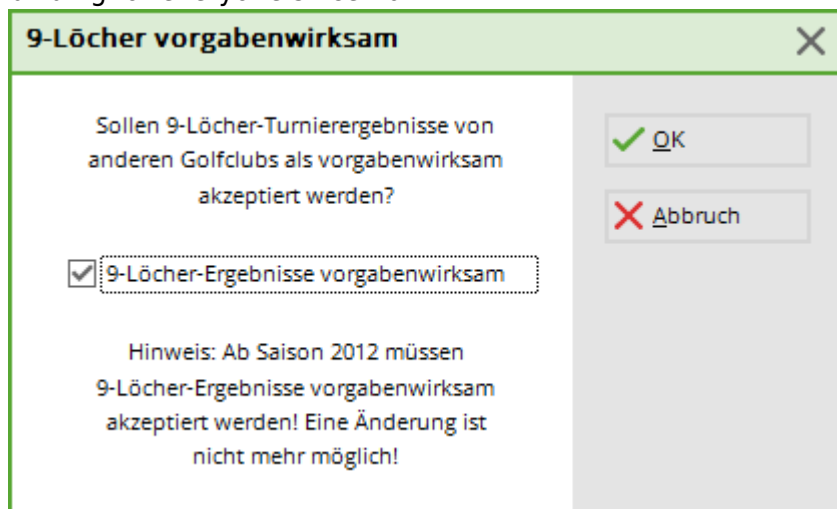 9-Löcher vorgabenwirksam
Sollen 9-Löcher-Turnierergebnisse von
anderen Golfclubs als vorgabenwirksam
akzeptiert werden?
OK
Abbruch
9-Löcher-Ergebnisse vorgabenwirksam
Hinweis: Ab Saison 2012 müssen
9-Löcher-Ergebnisse vorgabenwirksam
akzeptiert werden! Eine Änderung ist
nicht mehr möglich!